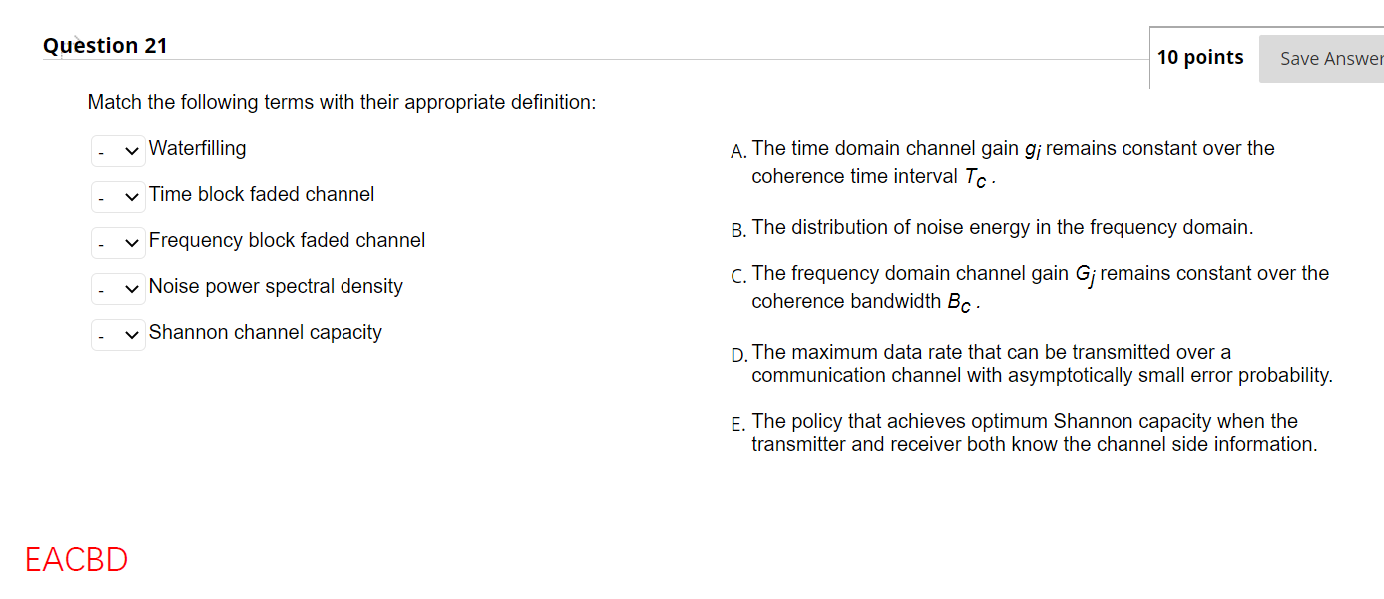 Question 21
10 points
Save Answer
Match the following terms with their appropriate definition:
- Waterfilling
- Time block faded channel
- Frequency block faded channel
- Noise power spectral density
- Shannon channel capacity
A. The time domain channel gain gj remains constant over the
coherence time interval Tc .
B. The distribution of noise energy in the frequency domain.
C. The frequency domain channel gain Gj remains constant over the
coherence bandwidth Bc .
D. The maximum data rate that can be transmitted over a
communication channel with asymptotically small error probability.
E. The policy that achieves optimum Shannon capacity when the
transmitter and receiver both know the channel side information.
EACBD